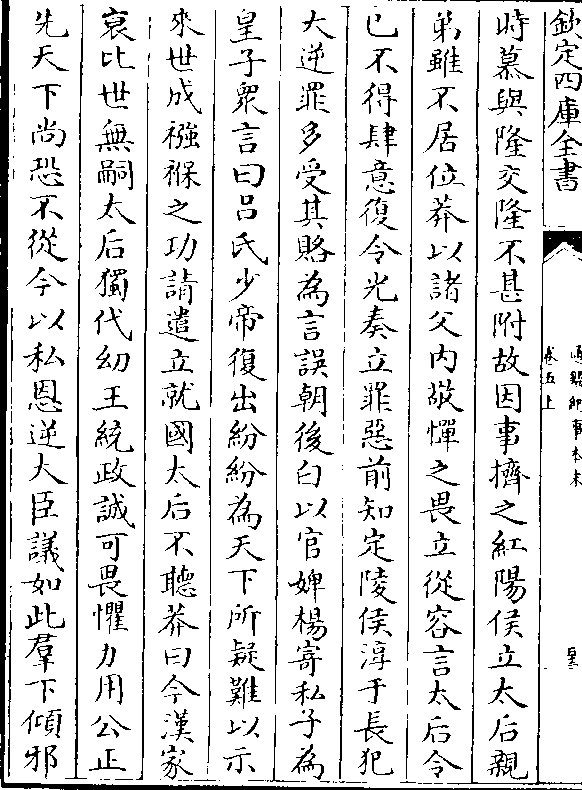 欽定四庫全書
通鑑紀事本末
卷五上
時慕與隆交隆不甚附故因事擠之紅陽侯立太后親
弟雖不居位莽以諸父内敬憚之畏立從容言太后令
已不得肆意復令光奏立罪惡前知定陵侯淳于長犯
大逆罪多受其賂為言誤朝後白以官婢楊寄私子為
皇子衆言曰吕氏少帝復出紛紛為天下所疑難以示
來世成襁褓之功請遣立就國太后不聽莽曰今漢家
衰比世無嗣太后獨代幼主統政誠可畏懼力用公正
先天下尚恐不從今以私恩逆大臣議如此羣下傾邪